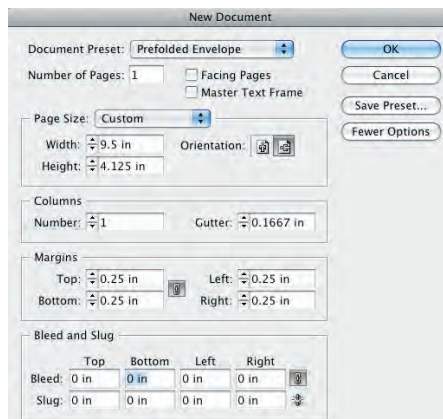 New Document
Document Preset: Prefolded Envelope
OK
Number of Pages: 1
Facing Pages
Cancel
Master Text Frame
Save Preset...
Page Size: Custom
Fewer Options
Width: 9.5 in Orientation:
Height: 4.125 in
Columns
Number: 1 Gutter: 0.1667 in
Margins
Top: 0.25 in Left: 0.25 in
Bottom: 0.25 in Right: 0.25 in
Bleed and Slug
Top Bottom Left Right
Bleed: 0 in 0 in 0 in 0 in
Slug: 0 in 0 in 0 in 0 in